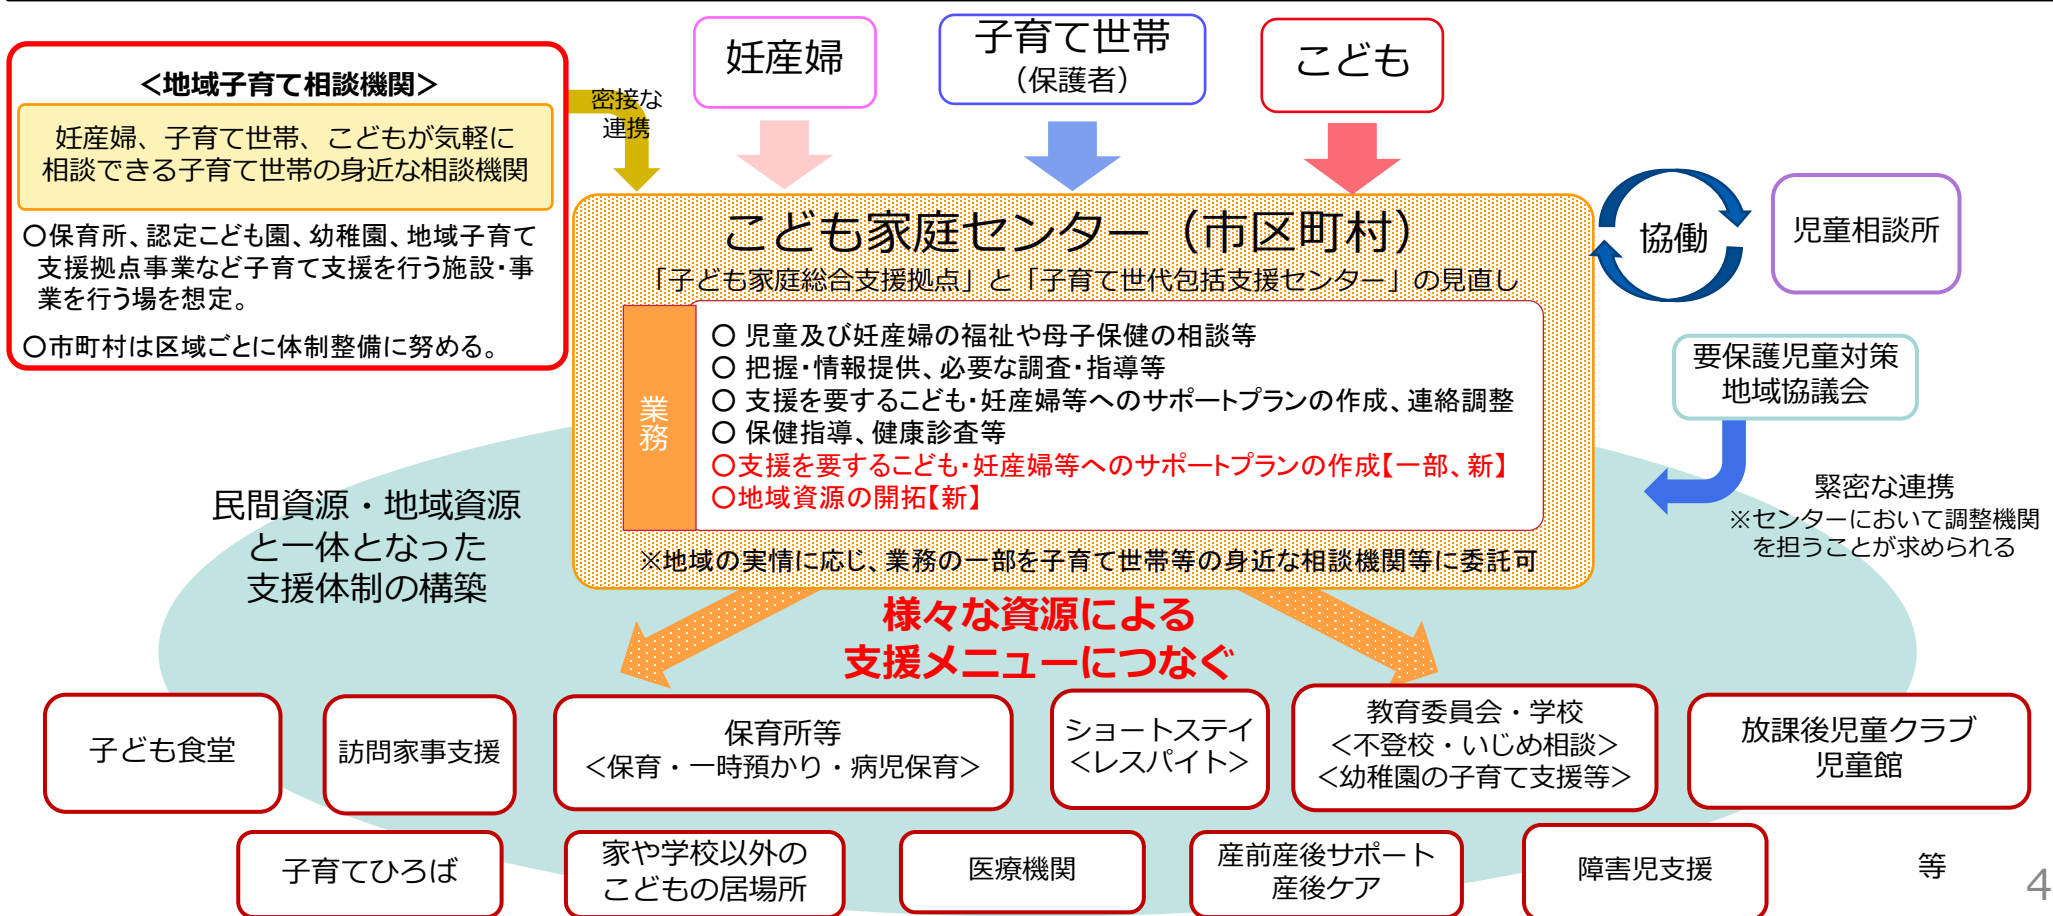 妊産婦
子育て世帯
（保護者）
こども
＜地域子育て相談機関＞
妊産婦、子育て世帯、こどもが気軽に
相談できる子育て世帯の身近な相談機関
○保育所、認定こども園、幼稚園、地域子育て
支援拠点事業など子育て支援を行う施設・事
業を行う場を想定。
○市町村は区域ごとに体制整備に努める。
密接な
連携
こども家庭センター（市区町村）
「子ども家庭総合支援拠点」と「子育て世代包括支援センター」の見直し
業務
○ 児童及び妊産婦の福祉や母子保健の相談等
○ 把握・情報提供、必要な調査・指導等
○ 支援を要するこども・妊産婦等へのサポートプランの作成、連絡調整
○ 保健指導、健康診査等
○支援を要するこども・妊産婦等へのサポートプランの作成【一部、新】
○地域資源の開拓【新】
※地域の実情に応じ、業務の一部を子育て世帯等の身近な相談機関等に委託可
協働
児童相談所
要保護児童対策
地域協議会
緊密な連携
※センターにおいて調整機関
を担うことが求められる
民間資源・地域資源
と一体となった
支援体制の構築
様々な資源による
支援メニューにつなぐ
子ども食堂
訪問家事支援
保育所等
＜保育・一時預かり・病児保育＞
ショートステイ
＜レスパイト＞
教育委員会・学校
＜不登校・いじめ相談＞
＜幼稚園の子育て支援等＞
放課後児童クラブ
児童館
子育てひろば
家や学校以外の
こどもの居場所
医療機関
産前産後サポート
産後ケア
障害児支援
等
4